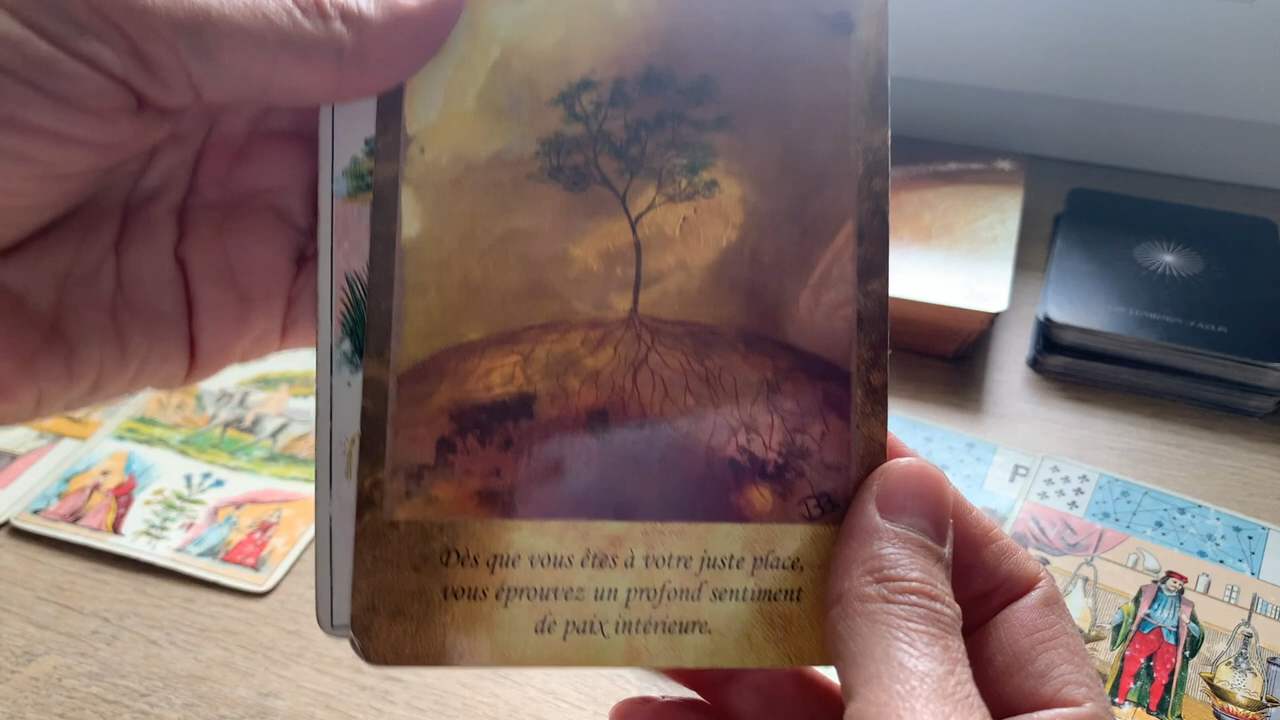 Dès que vous êtes à votre juste place,
vous éprouvez un profond sentiment
de paix intérieure.
P